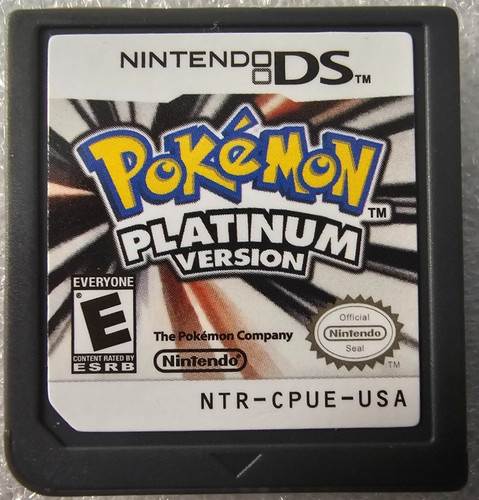 NINTENDO DS™
POKéMON™
PLATINUM
VERSION
EVERYONE
E
®
CONTENT RATED BY
ESRB
The Pokémon Company
Nintendo®
Official
Nintendo
Seal
TM
NTR-CPUE-USA